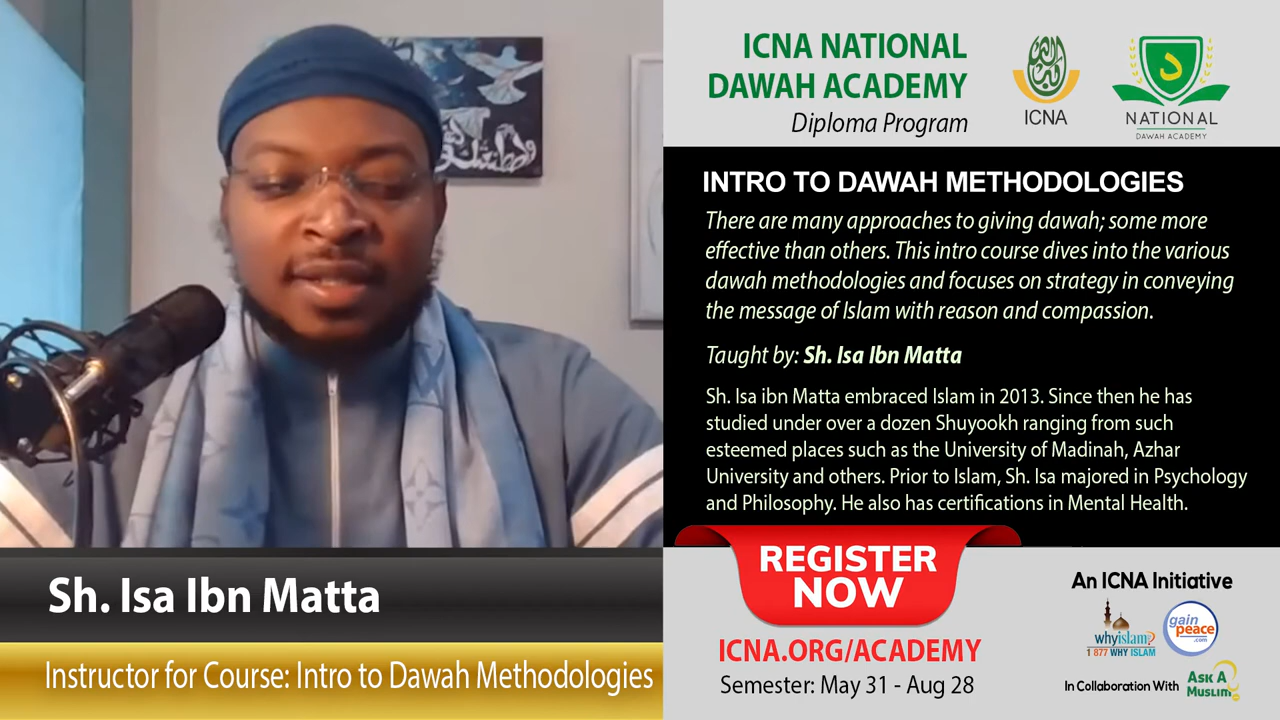 Sh. Isa Ibn Matta
Instructor for Course: Intro to Dawah Methodologies
ICNA NATIONAL
DAWAH ACADEMY
Diploma Program
ICNA
د
NATIONAL
DAWAH ACADEMY
INTRO TO DAWAH METHODOLOGIES
There are many approaches to giving dawah; some more
effective than others. This intro course dives into the various
dawah methodologies and focuses on strategy in conveying
the message of Islam with reason and compassion.
Taught by: Sh. Isa Ibn Matta
Sh. Isa ibn Matta embraced Islam in 2013. Since then he has
studied under over a dozen Shuyookh ranging from such
esteemed places such as the University of Madinah, Azhar
University and others. Prior to Islam, Sh. Isa majored in Psychology
and Philosophy. He also has certifications in Mental Health.
REGISTER
NOW
ICNA.ORG/ACADEMY
Semester: May 31 - Aug 28
An ICNA Initiative
whyislam?
1 877 WHY ISLAM
gain
peace
.com
In Collaboration With
ASK A
MUSLIM